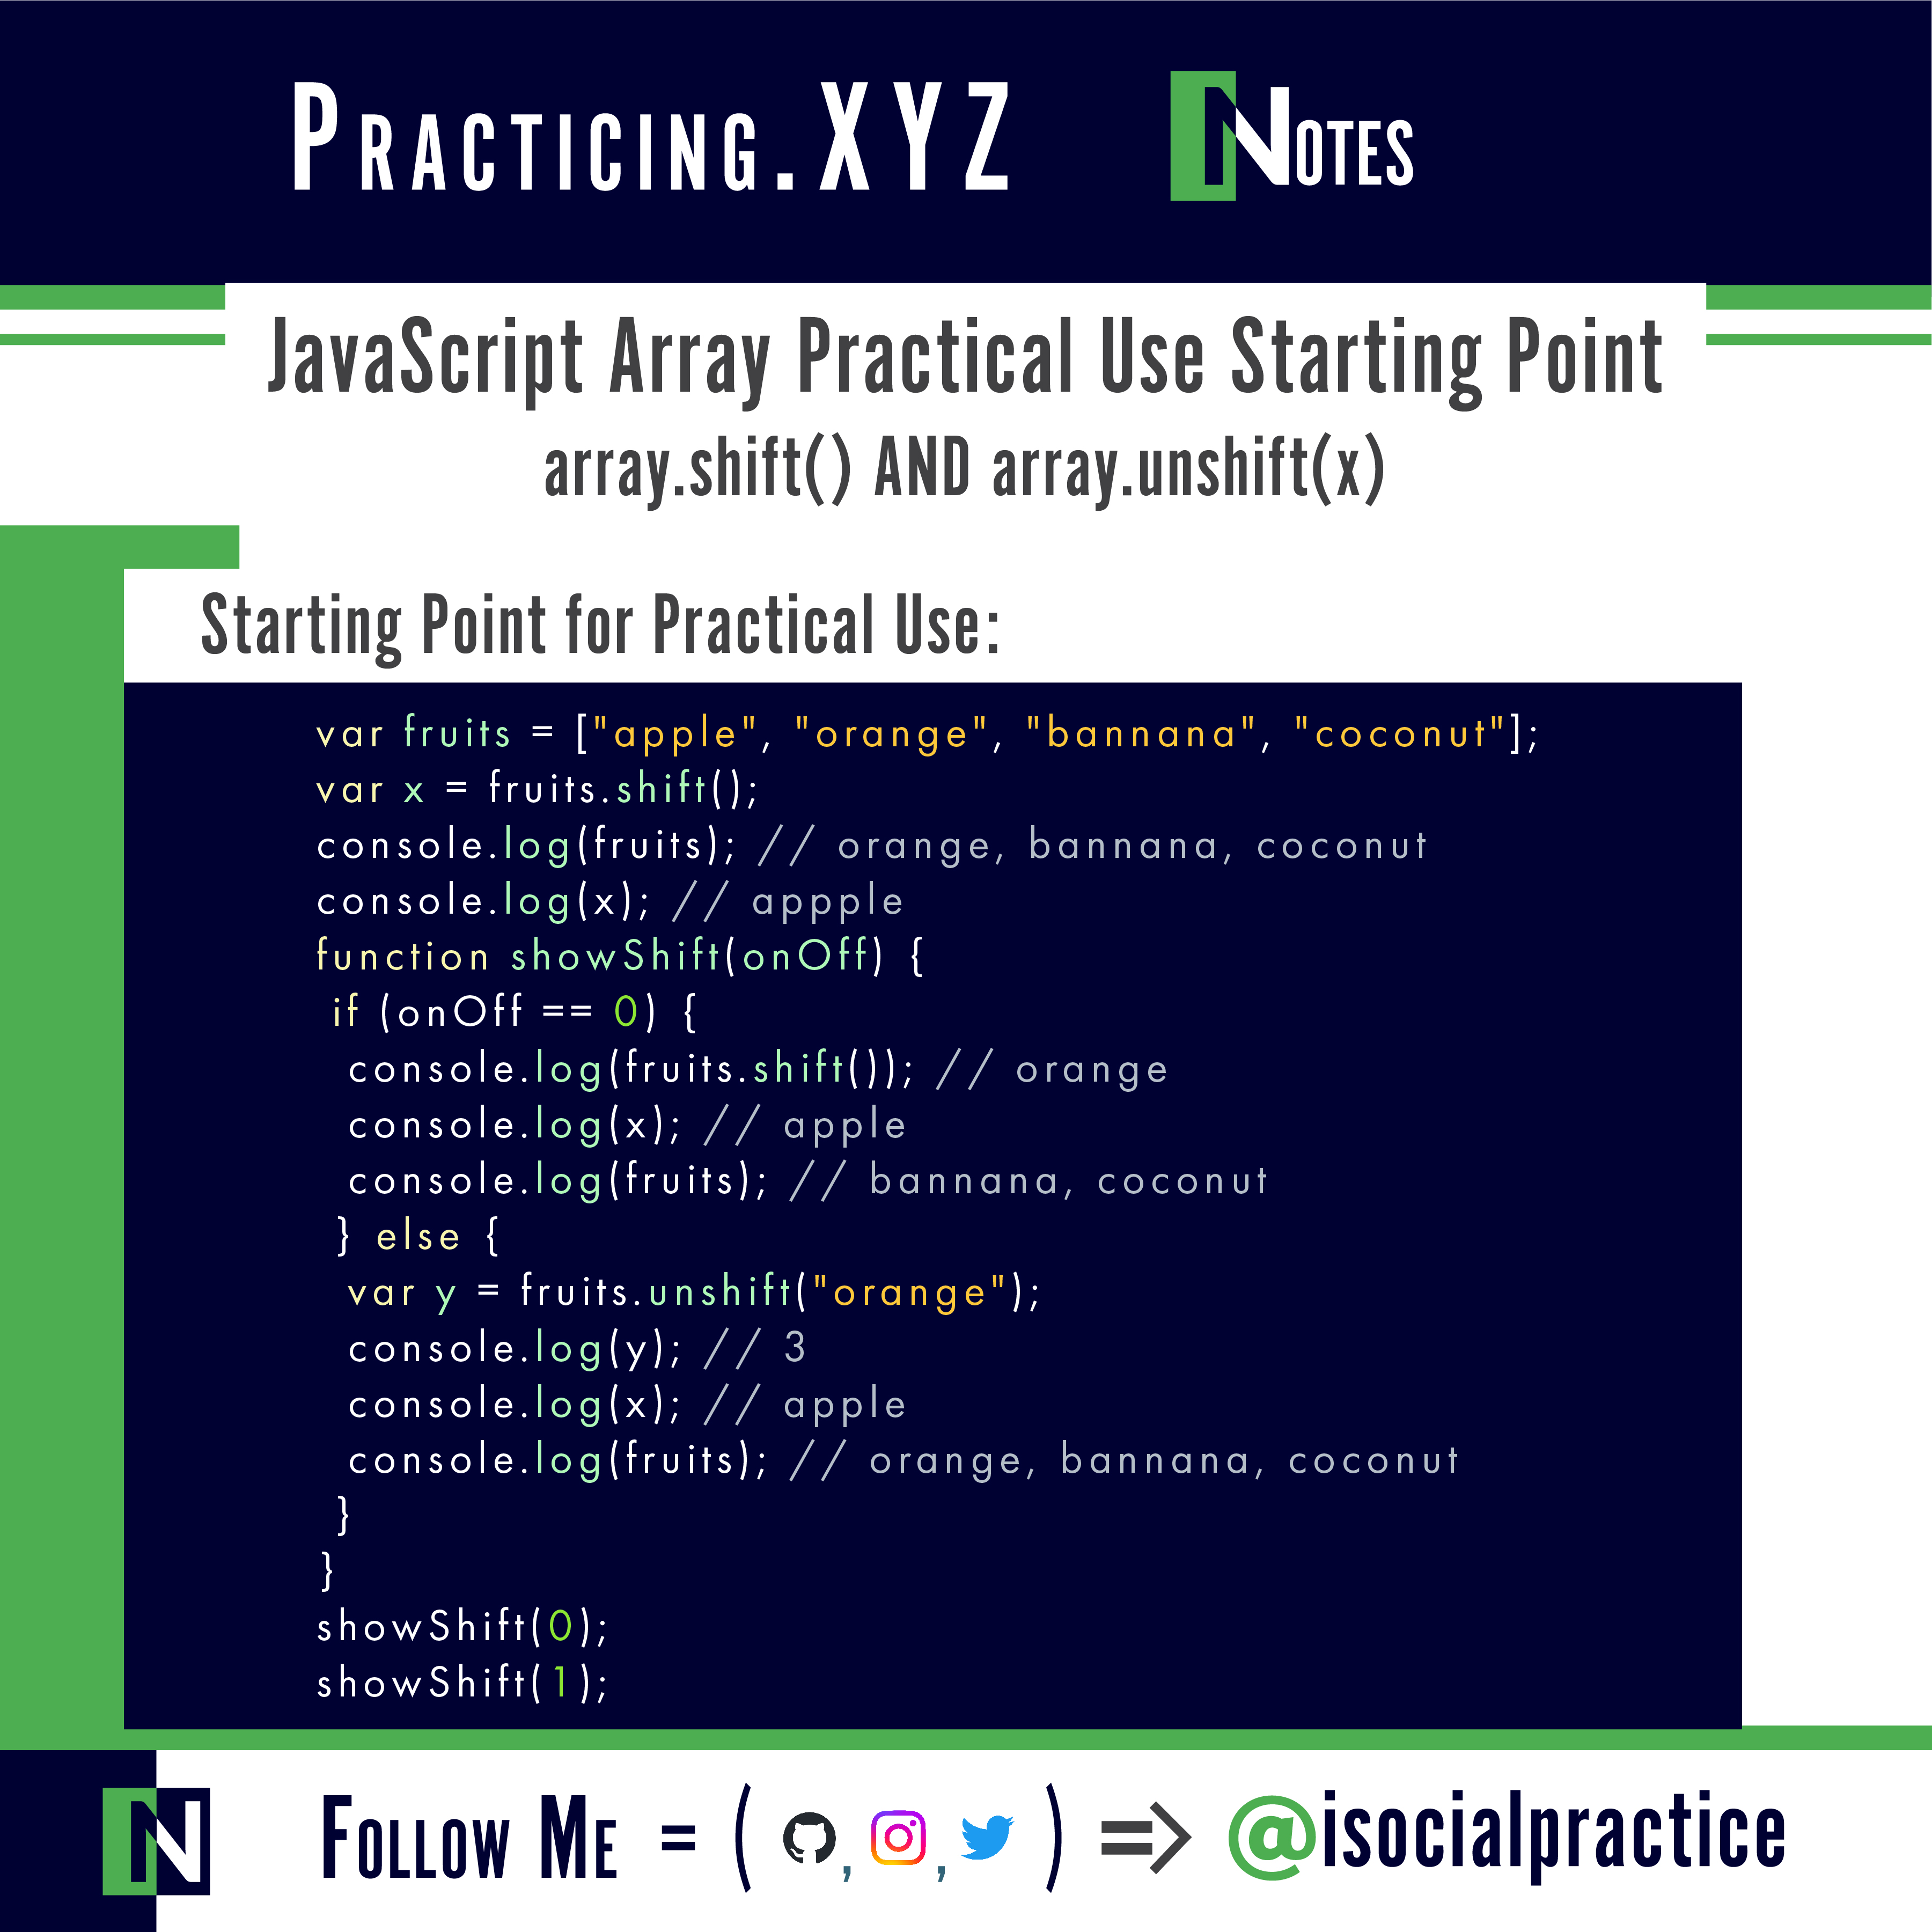 Practicing.XYZ Notes
JavaScript Array Practical Use Starting Point
array.shift() AND array.unshift(x)
Starting Point for Practical Use:
var fruits = ["apple", "orange", "bannana", "coconut"];
var x = fruits.shift();
console.log(fruits); // orange, bannana, coconut
console.log(x); // appple
function showShift(onOff) {
if (onOff == 0) {
console.log(fruits.shift()); // orange
console.log(x); // apple
console.log(fruits); // bannana, coconut
} else {
var y = fruits.unshift("orange");
console.log(y); // 3
console.log(x); // apple
console.log(fruits); // orange, bannana, coconut
}
}
showShift(0);
showShift(1);
N Follow Me = ( , , ) => @isocialpractice